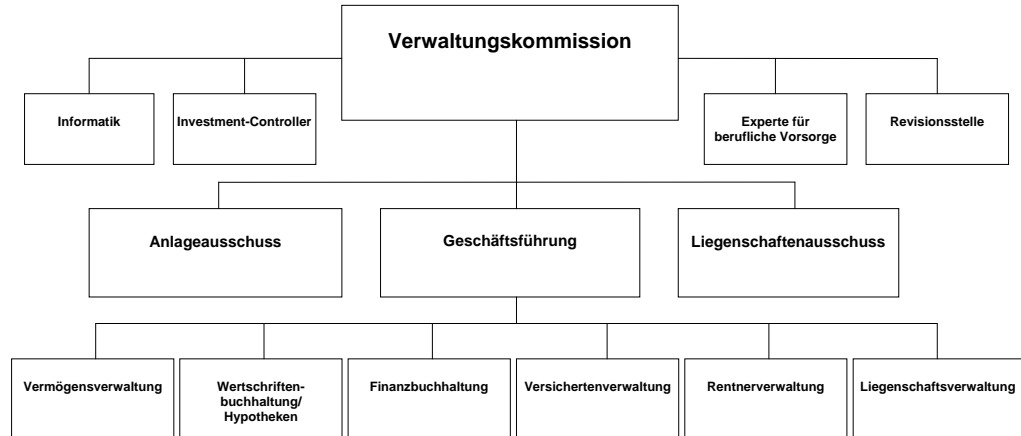 Verwaltungskommission
Informatik
Investment-Controller
Experte für
berufliche Vorsorge
Revisionsstelle
Anlageausschuss
Geschäftsführung
Liegenschaftenausschuss
Vermögensverwaltung
Wertschriften-
buchhaltung/
Hypotheken
Finanzbuchhaltung
Versichertenverwaltung
Rentnerverwaltung
Liegenschaftsverwaltung